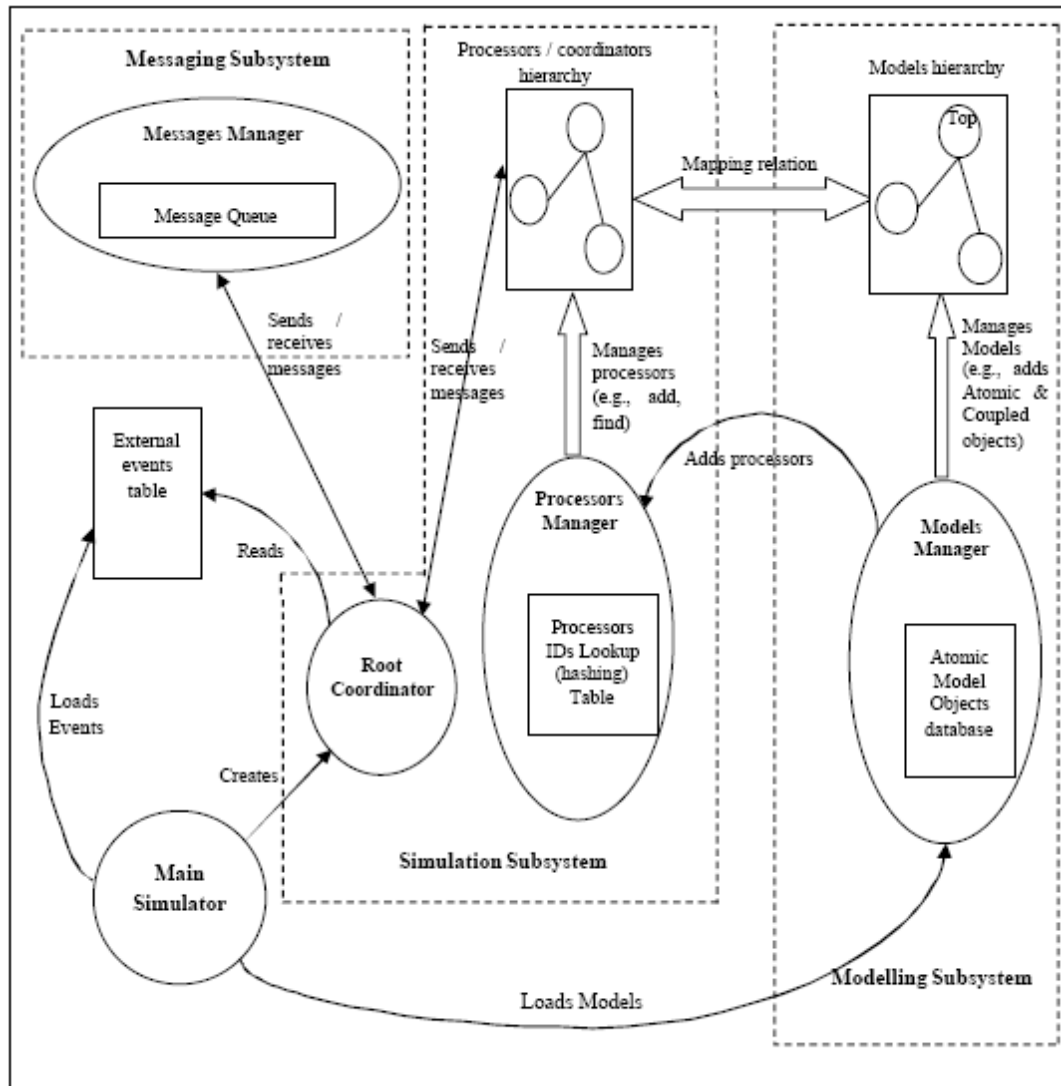 Messaging Subsystem
Messages Manager
Message Queue
Processors / coordinators
hierarchy
Models hierarchy
Top
Mapping relation
Sends /
receives
messages
Sends /
receives
messages
Manages
processors
(e.g., add,
find)
Manages
Models
(e.g., adds
Atomic &
Coupled
objects)
External
events
table
Adds processors
Processors
Manager
Models
Manager
Reads
Processors
IDs Lookup
(hashing)
Table
Atomic
Model
Objects
database
Root
Coordinator
Loads
Events
Creates
Simulation Subsystem
Main
Simulator
Modelling Subsystem
Loads Models